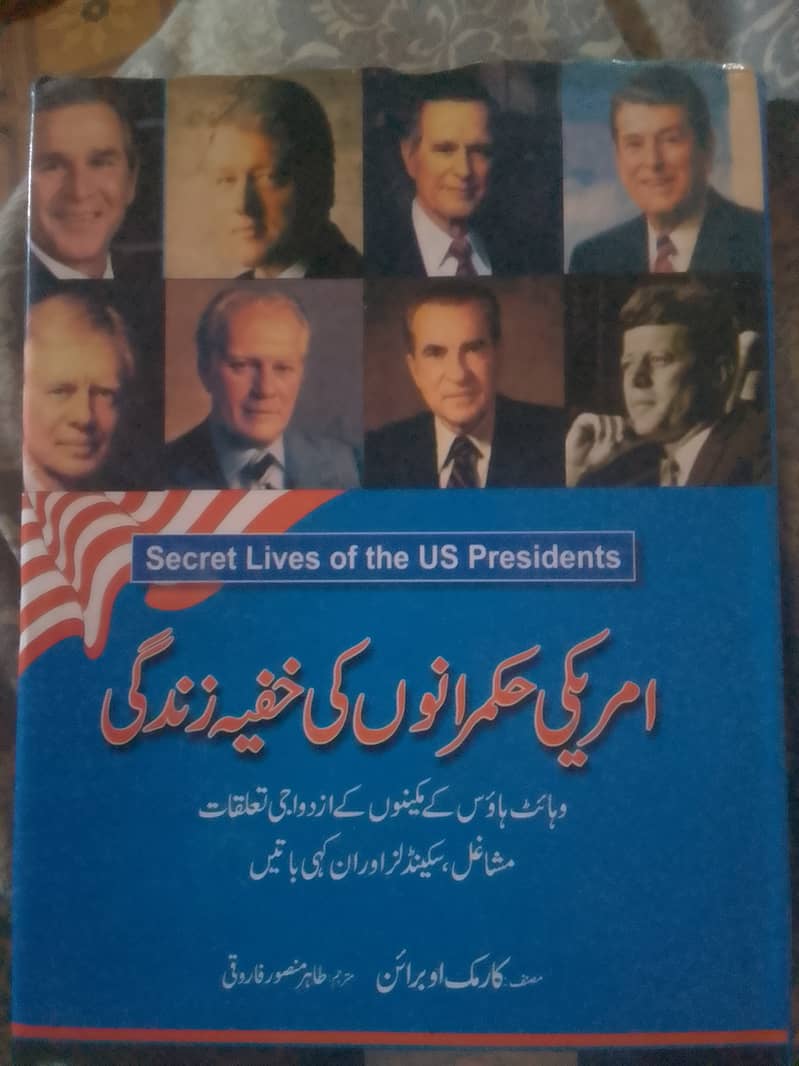 Secret Lives of the US Presidents
امریکی حکمرانوں کی خفیہ زندگی
وہائٹ ہاؤس کے مکینوں کے ازدواجی تعلقات
مشاغل، سکینڈلز اور ان کہی باتیں
مصنف: کارمک اوبرائن مترجم طاہر منصور فاروقی